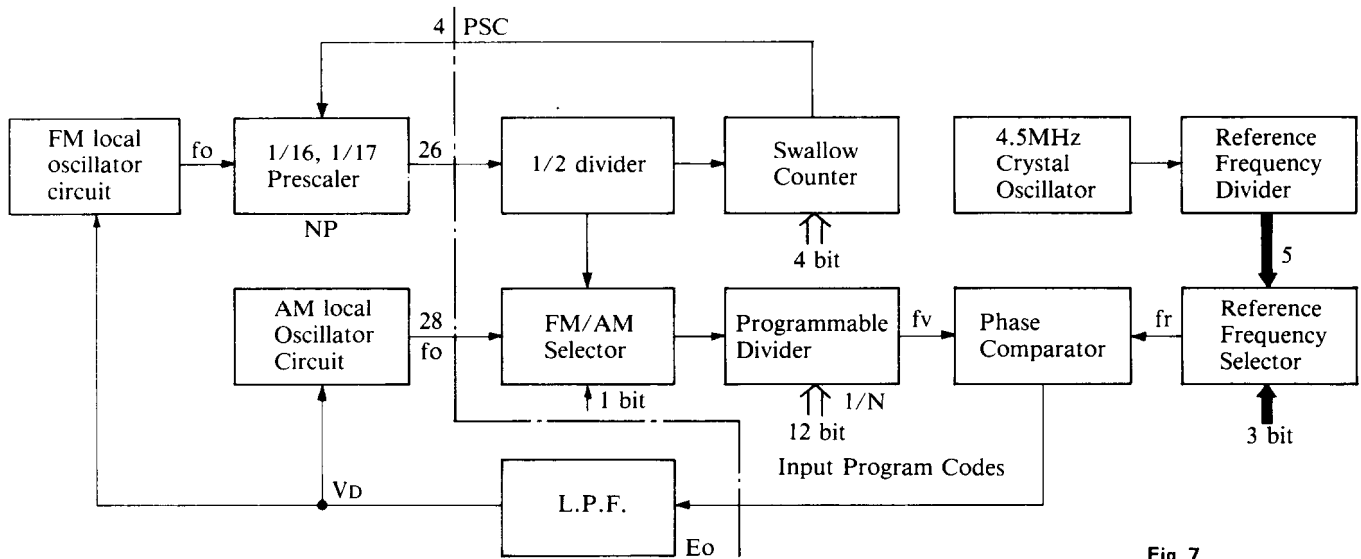 4 PSC
FM local
oscillator
circuit
fo
1/16, 1/17
Prescaler
NP
26
1/2 divider
Swallow
Counter
4 bit
4.5MHz
Crystal
Oscillator
Reference
Frequency
Divider
5
AM local
Oscillator
Circuit
28
fo
FM/AM
Selector
1 bit
Programmable
Divider
1/N
12 bit
fv
Phase
Comparator
fr
Reference
Frequency
Selector
3 bit
Input Program Codes
VD
L.P.F.
Eo
Fig. 7